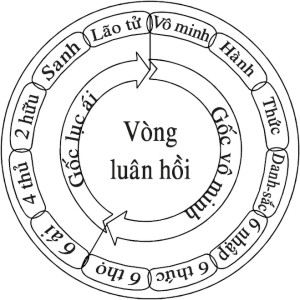 Vô minh
Hành
Thức
Danh-sắc
6 nhập
6 thức
6 thọ
6 ái
4 thủ
2 hữu
Sanh
Lão tử
Gốc vô minh
Gốc lục ái
Vòng
luân hồi